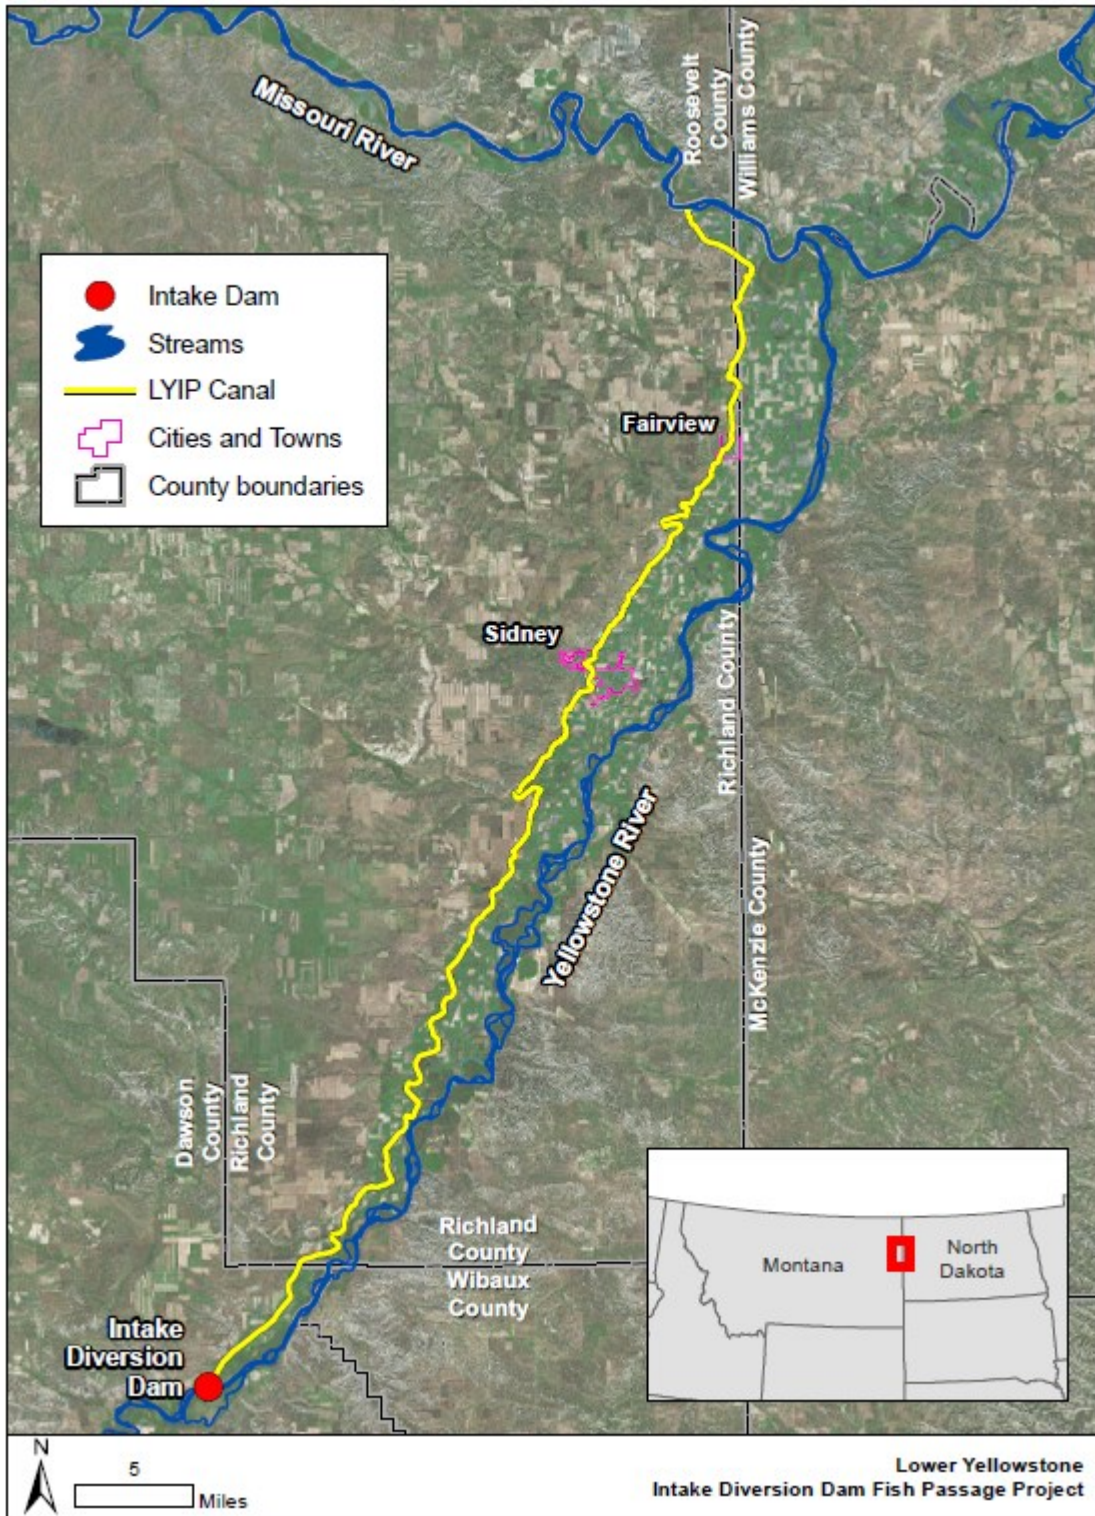 Missouri River
Roosevelt
County
Williams County
Intake Dam
Streams
LYIP Canal
Cities and Towns
County boundaries
Fairview
Sidney
Richland County
Yellowstone River
McKenzie County
Dawson
County
Richland
County
Richland
County
Wibaux
County
Montana
North
Dakota
Intake
Diversion
Dam
N
5
Miles
Lower Yellowstone
Intake Diversion Dam Fish Passage Project